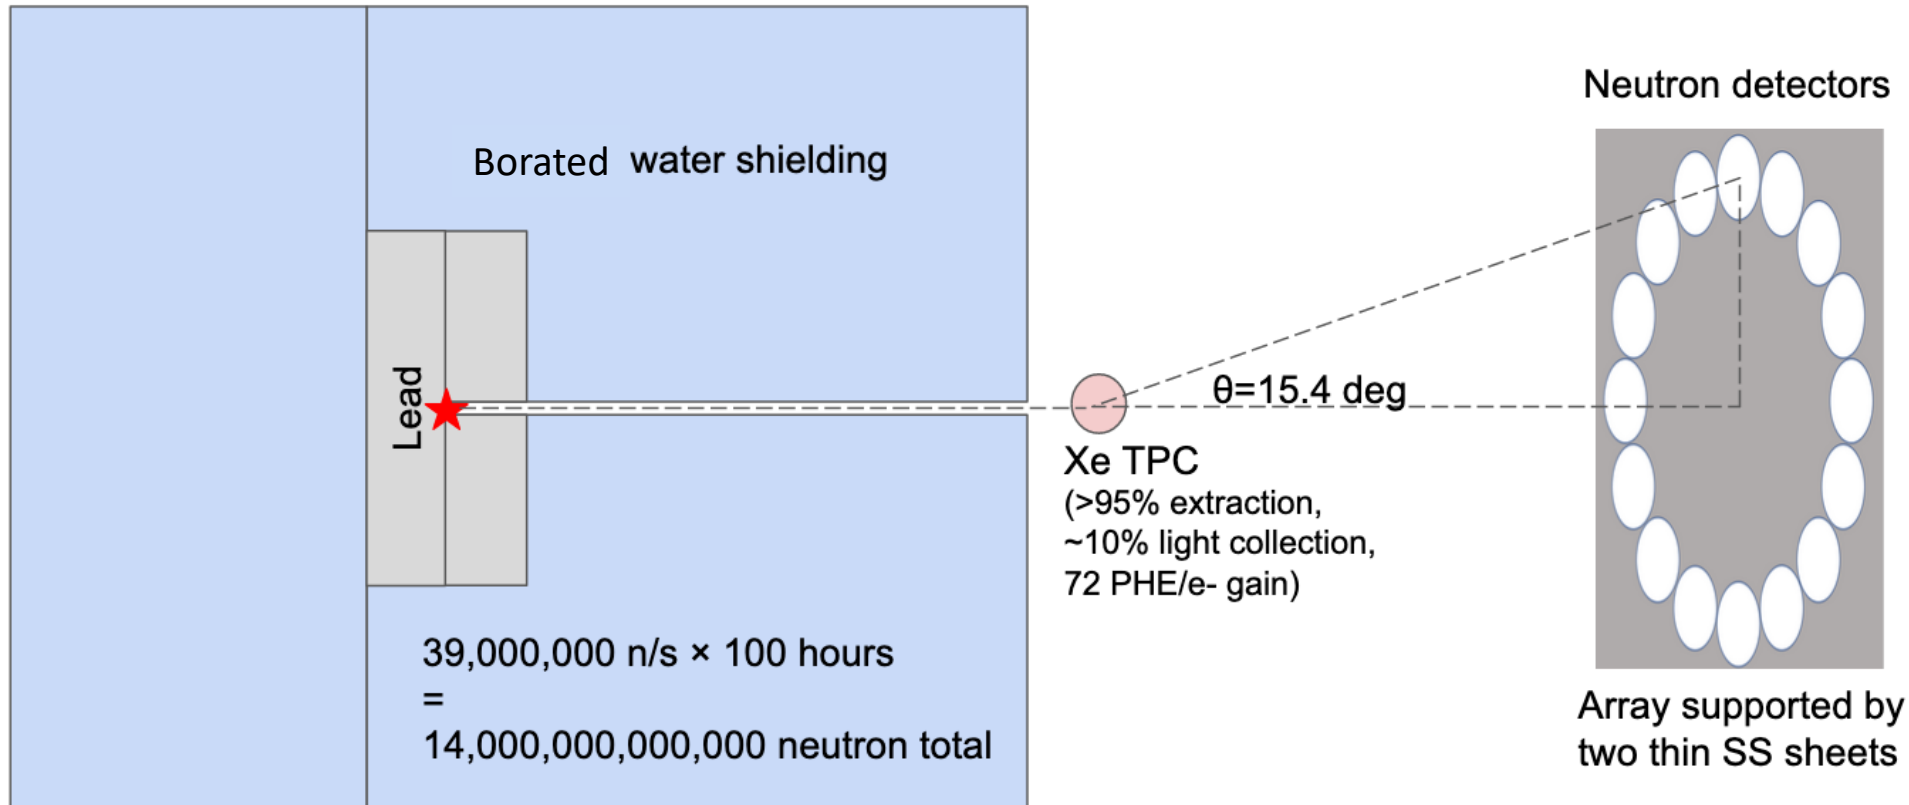 Neutron detectors
Borated water shielding
Lead
θ=15.4 deg
Xe TPC
(>95% extraction,
~10% light collection,
72 PHE/e- gain)
39,000,000 n/s × 100 hours
=
14,000,000,000,000 neutron total
Array supported by
two thin SS sheets